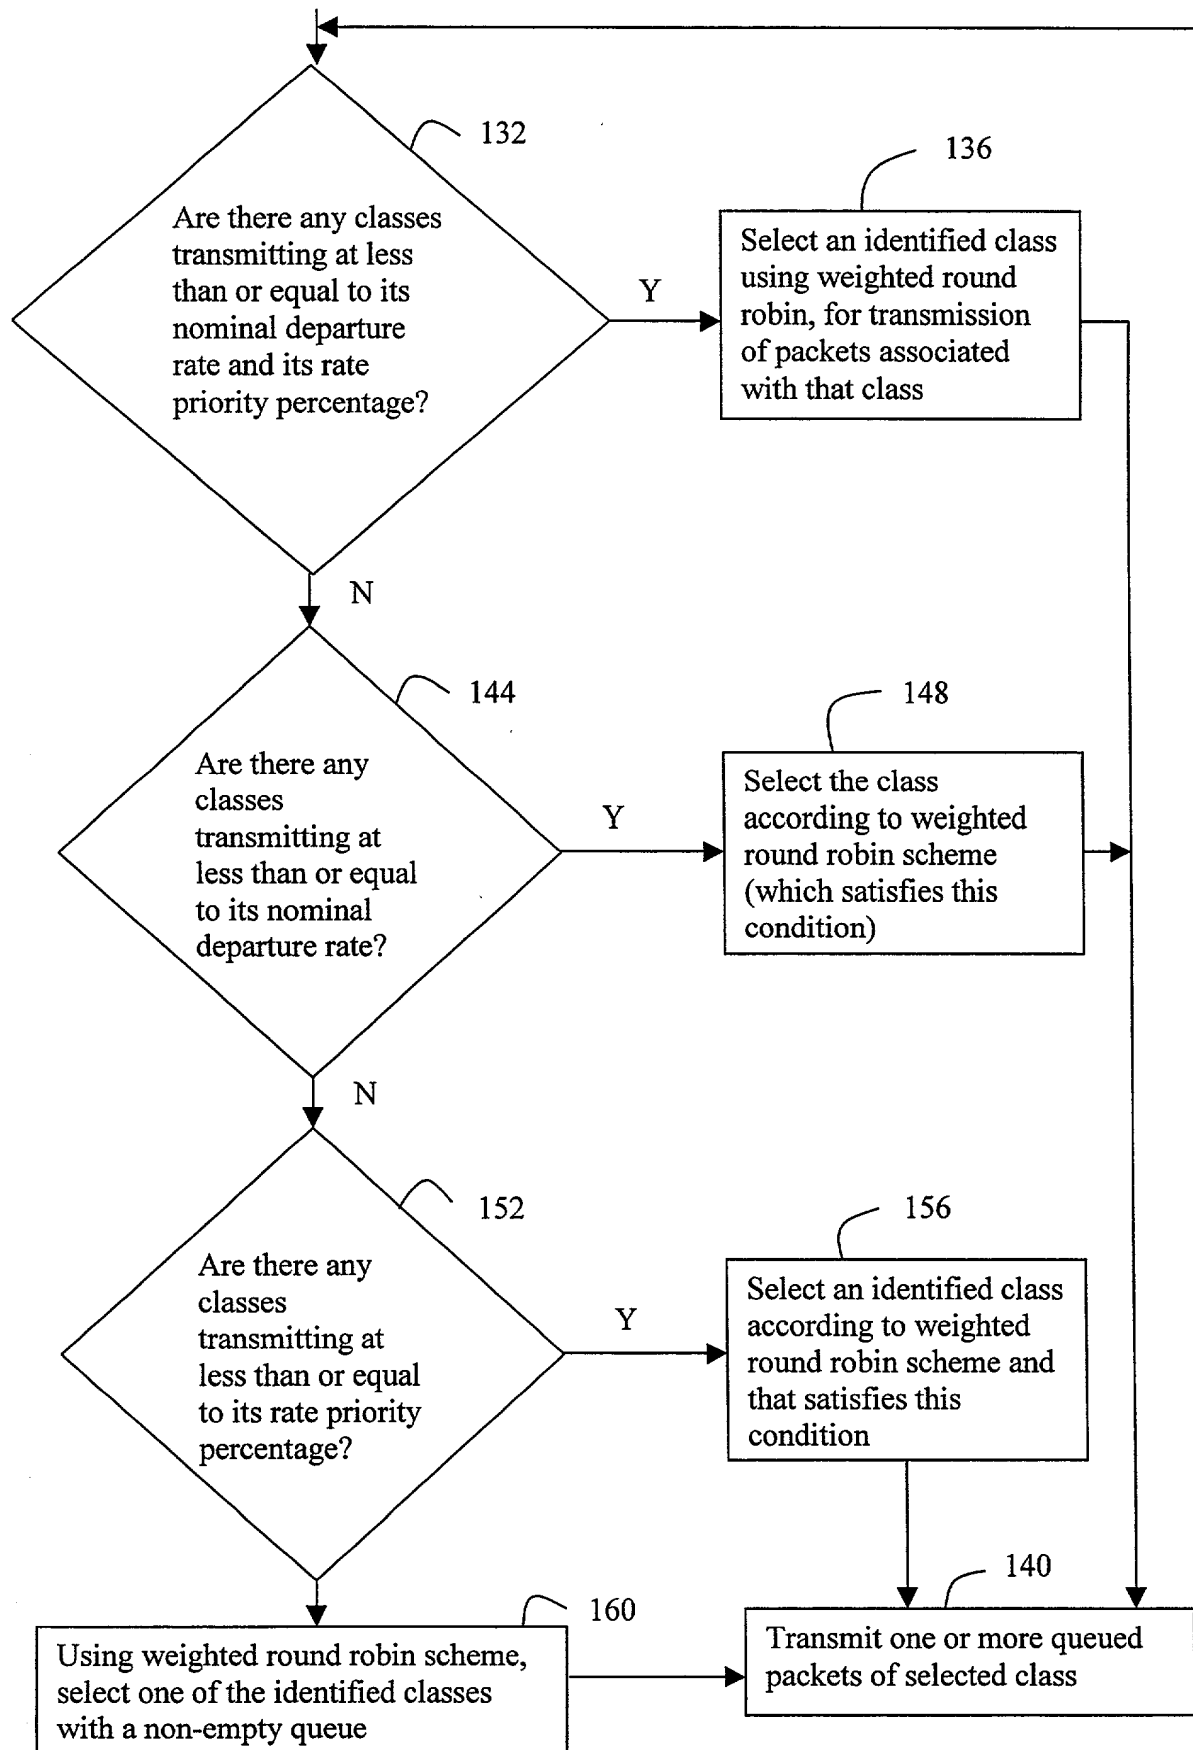 132
Are there any classes
transmitting at less
than or equal to its
nominal departure
rate and its rate
priority percentage?
Y
136
Select an identified class
using weighted round
robin, for transmission
of packets associated
with that class
N
144
Are there any
classes
transmitting at
less than or equal
to its nominal
departure rate?
Y
148
Select the class
according to weighted
round robin scheme
(which satisfies this
condition)
N
152
Are there any
classes
transmitting at
less than or equal
to its rate priority
percentage?
Y
156
Select an identified class
according to weighted
round robin scheme and
that satisfies this
condition
160
Using weighted round robin scheme,
select one of the identified classes
with a non-empty queue
140
Transmit one or more queued
packets of selected class